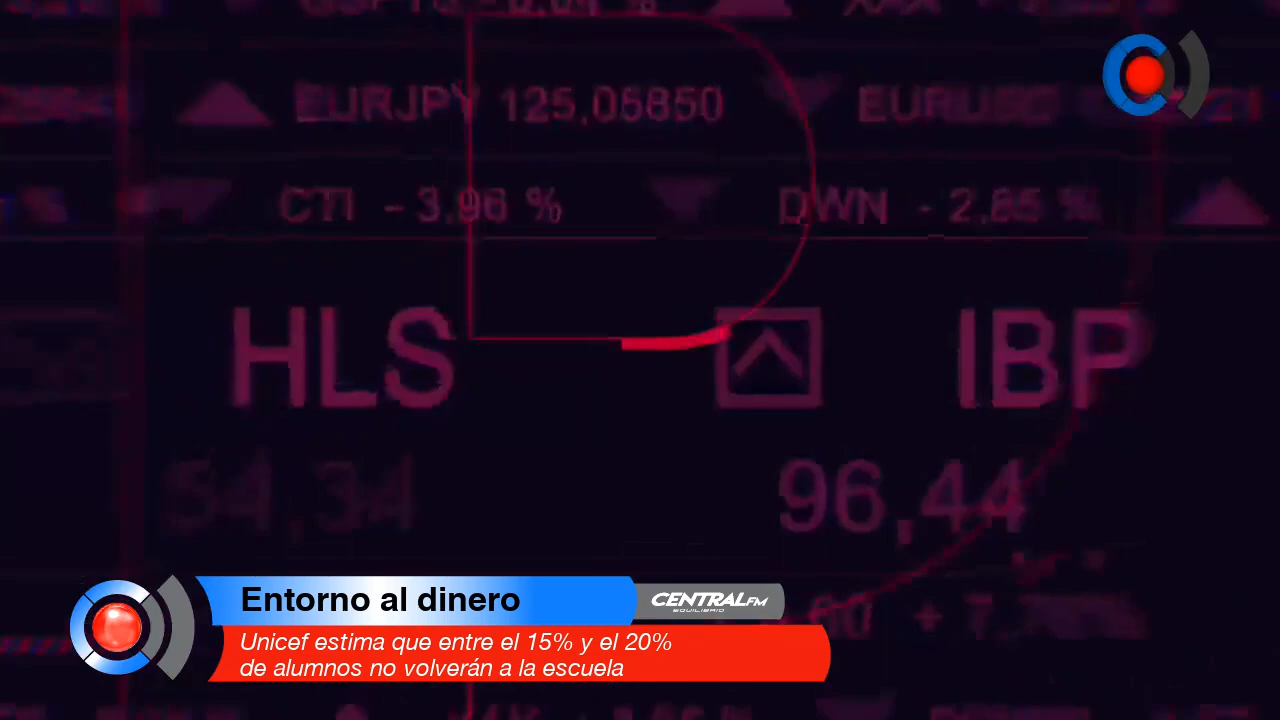 EURJPY 125,05850
EURUSD
CTI - 3,96 %
DWN - 2,85 %
HLS
IBP
54,34
96,44
Entorno al dinero
CENTRAL FM
EQUILIBRIO
Unicef estima que entre el 15% y el 20%
de alumnos no volverán a la escuela